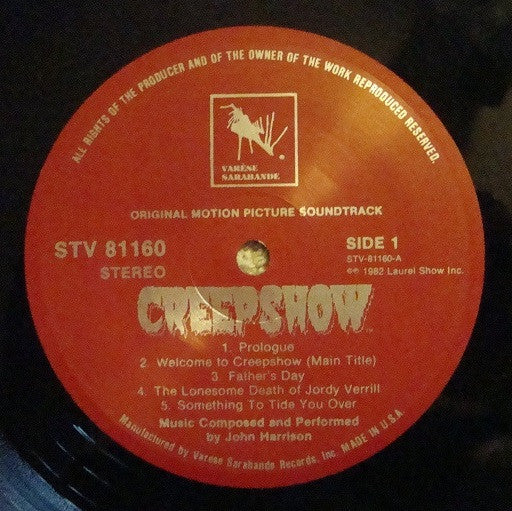 ALL RIGHTS OF THE PRODUCER AND OF THE OWNER OF THE WORK REPRODUCED RESERVED.
VARÈSE
SARABANDE
ORIGINAL MOTION PICTURE SOUNDTRACK
STV 81160
STEREO
SIDE 1
STV-81160-A
℗© 1982 Laurel Show Inc.
CREEPSHOW™
1. Prologue
2. Welcome to Creepshow (Main Title)
3. Father's Day
4. The Lonesome Death of Jordy Verrill
5. Something To Tide You Over
Music Composed and Performed
by John Harrison
Manufactured by Varèse Sarabande Records, Inc. MADE IN U.S.A.